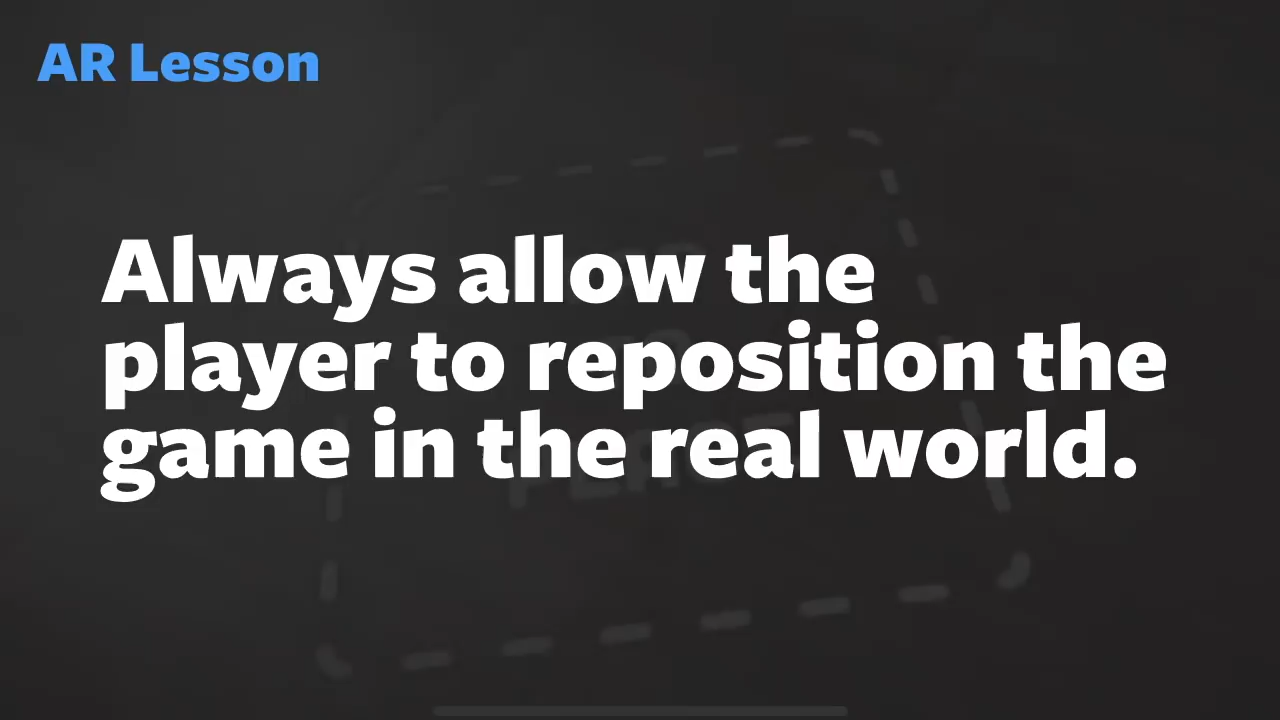 AR Lesson
Always allow the
player to reposition the
game in the real world.